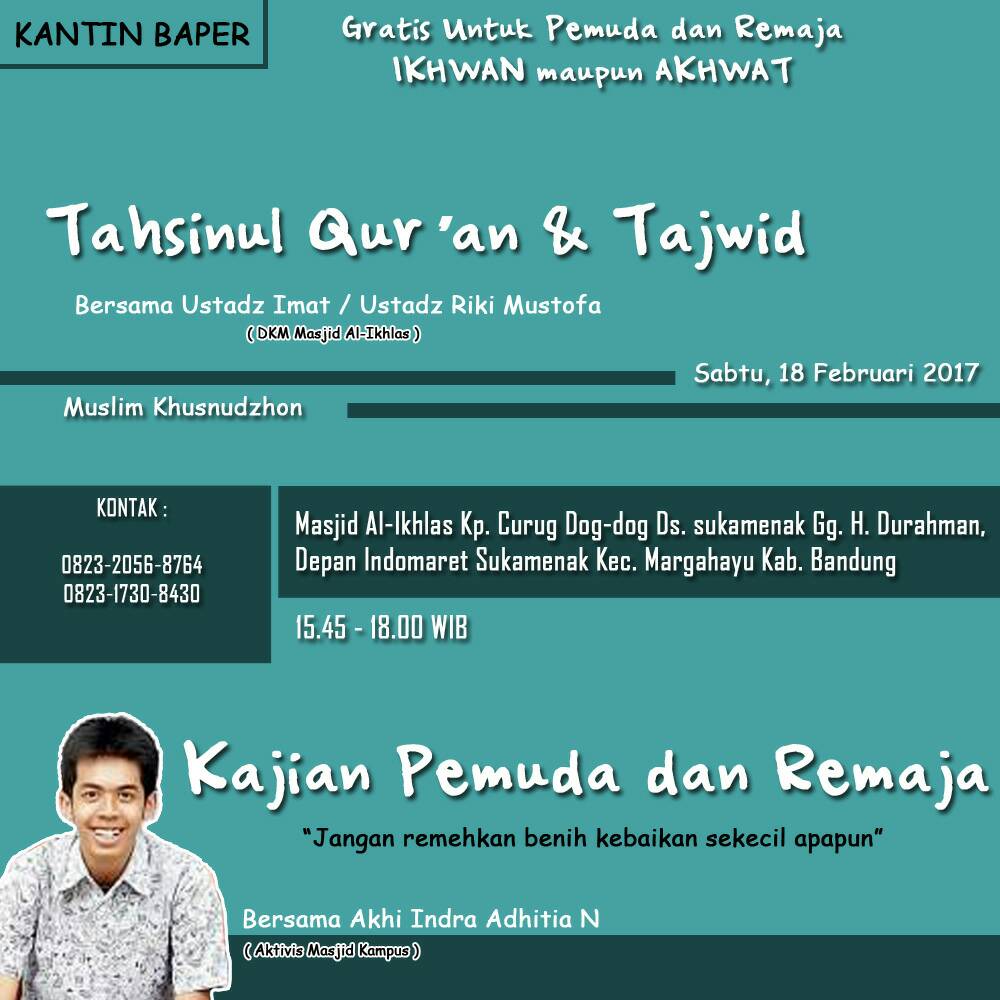 KANTIN BAPER
Gratis Untuk Pemuda dan Remaja
IKHWAN maupun AKHWAT
Tahsinul Qur'an & Tajwid
Bersama Ustadz Imat / Ustadz Riki Mustofa
( DKM Masjid Al-Ikhlas )
Sabtu, 18 Februari 2017
Muslim Khusnudzhon
KONTAK :
0823-2056-8764
0823-1730-8430
Masjid Al-Ikhlas Kp. Curug Dog-dog Ds. sukamenak Gg. H. Durahman,
Depan Indomaret Sukamenak Kec. Margahayu Kab. Bandung
15.45 - 18.00 WIB
Kajian Pemuda dan Remaja
“Jangan remehkan benih kebaikan sekecil apapun”
Bersama Akhi Indra Adhitia N
( Aktivis Masjid Kampus )